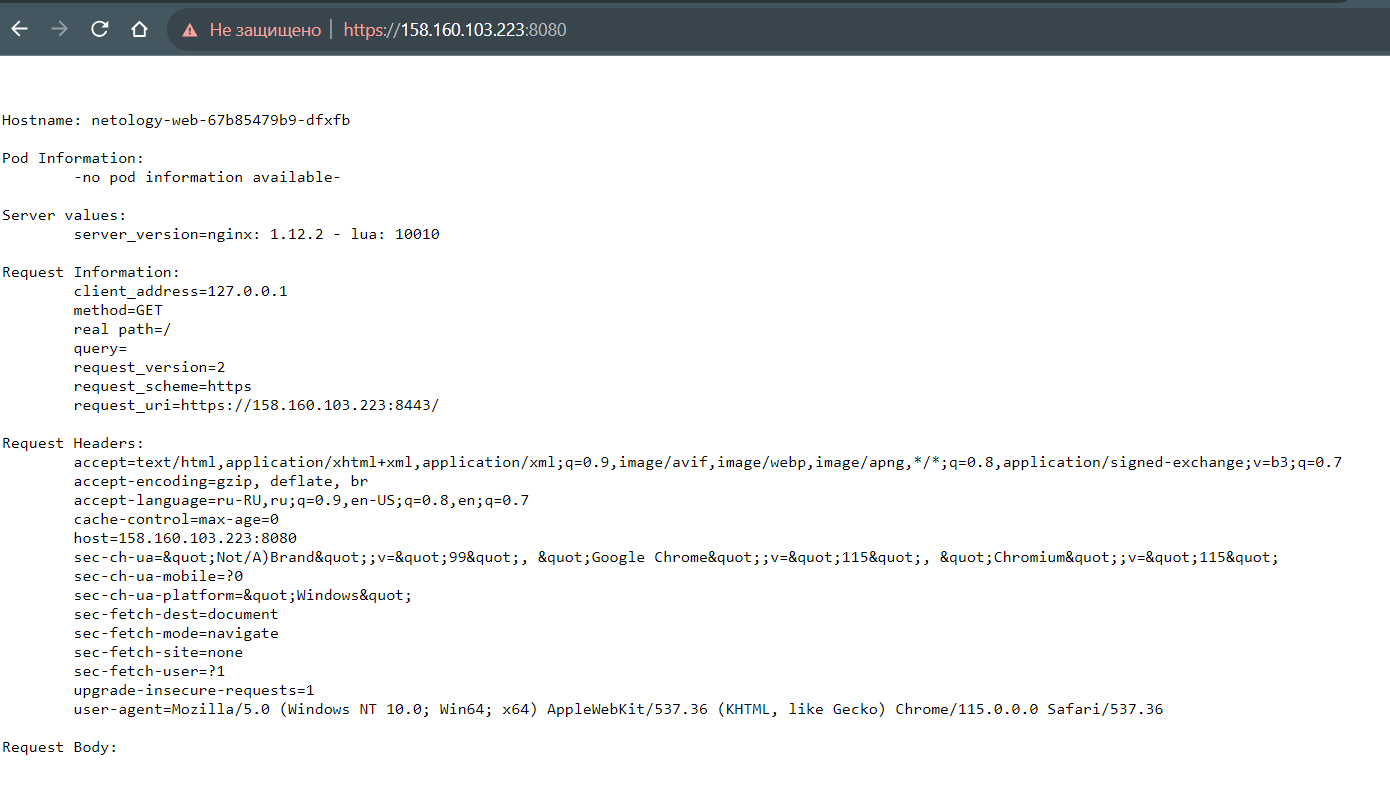 Не защищено | https://158.160.103.223:8080
Hostname: netology-web-67b85479b9-dfxfb
Pod Information:
-no pod information available-
Server values:
server_version=nginx: 1.12.2 - lua: 10010
Request Information:
client_address=127.0.0.1
method=GET
real path=/
query=
request_version=2
request_scheme=https
request_uri=https://158.160.103.223:8443/
Request Headers:
accept=text/html,application/xhtml+xml,application/xml;q=0.9,image/avif,image/webp,image/apng,*/*;q=0.8,application/signed-exchange;v=b3;q=0.7
accept-encoding=gzip, deflate, br
accept-language=ru-RU,ru;q=0.9,en-US;q=0.8,en;q=0.7
cache-control=max-age=0
host=158.160.103.223:8080
sec-ch-ua=&quot;Not/A)Brand&quot;;v=&quot;99&quot;, &quot;Google Chrome&quot;;v=&quot;115&quot;, &quot;Chromium&quot;;v=&quot;115&quot;
sec-ch-ua-mobile=?0
sec-ch-ua-platform=&quot;Windows&quot;
sec-fetch-dest=document
sec-fetch-mode=navigate
sec-fetch-site=none
sec-fetch-user=?1
upgrade-insecure-requests=1
user-agent=Mozilla/5.0 (Windows NT 10.0; Win64; x64) AppleWebKit/537.36 (KHTML, like Gecko) Chrome/115.0.0.0 Safari/537.36
Request Body: